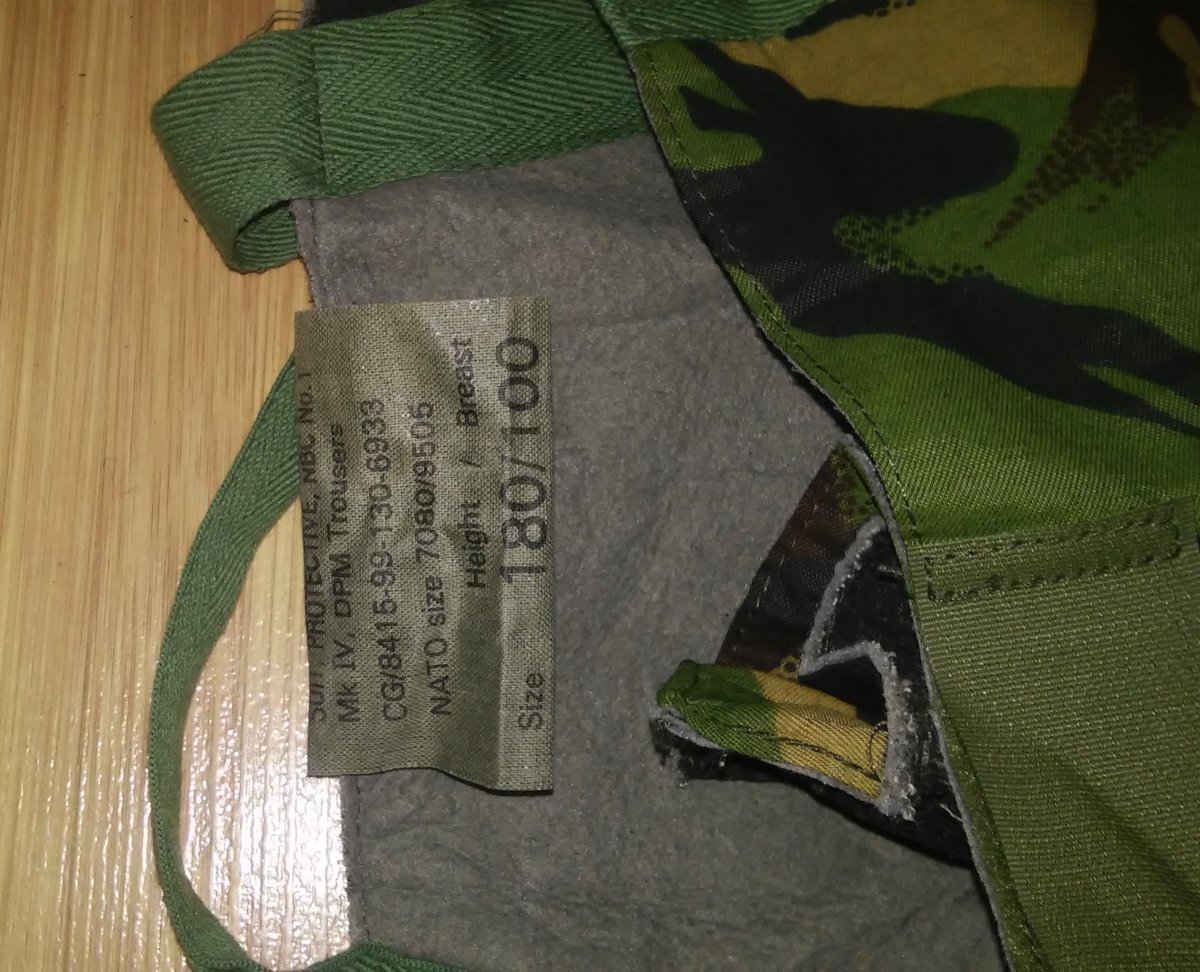 Suit PROTECTIVE, NBC No.1
Mk IV, DPM Trousers
CG/8415-99-130-6933
NATO size 7080/9505
Height / Breast
Size 180/100